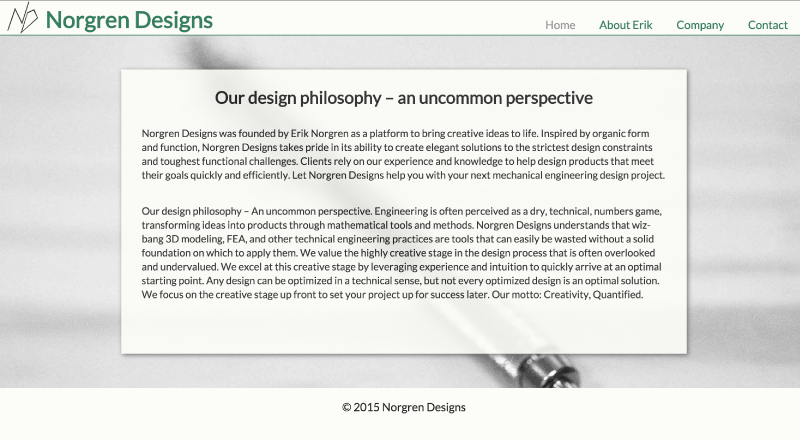 Norgren Designs
Home About Erik Company Contact
Our design philosophy – an uncommon perspective
Norgren Designs was founded by Erik Norgren as a platform to bring creative ideas to life. Inspired by organic form
and function, Norgren Designs takes pride in its ability to create elegant solutions to the strictest design constraints
and toughest functional challenges. Clients rely on our experience and knowledge to help design products that meet
their goals quickly and efficiently. Let Norgren Designs help you with your next mechanical engineering design project.
Our design philosophy – An uncommon perspective. Engineering is often perceived as a dry, technical, numbers game,
transforming ideas into products through mathematical tools and methods. Norgren Designs understands that wiz-
bang 3D modeling, FEA, and other technical engineering practices are tools that can easily be wasted without a solid
foundation on which to apply them. We value the highly creative stage in the design process that is often overlooked
and undervalued. We excel at this creative stage by leveraging experience and intuition to quickly arrive at an optimal
starting point. Any design can be optimized in a technical sense, but not every optimized design is an optimal solution.
We focus on the creative stage up front to set your project up for success later. Our motto: Creativity, Quantified.
© 2015 Norgren Designs